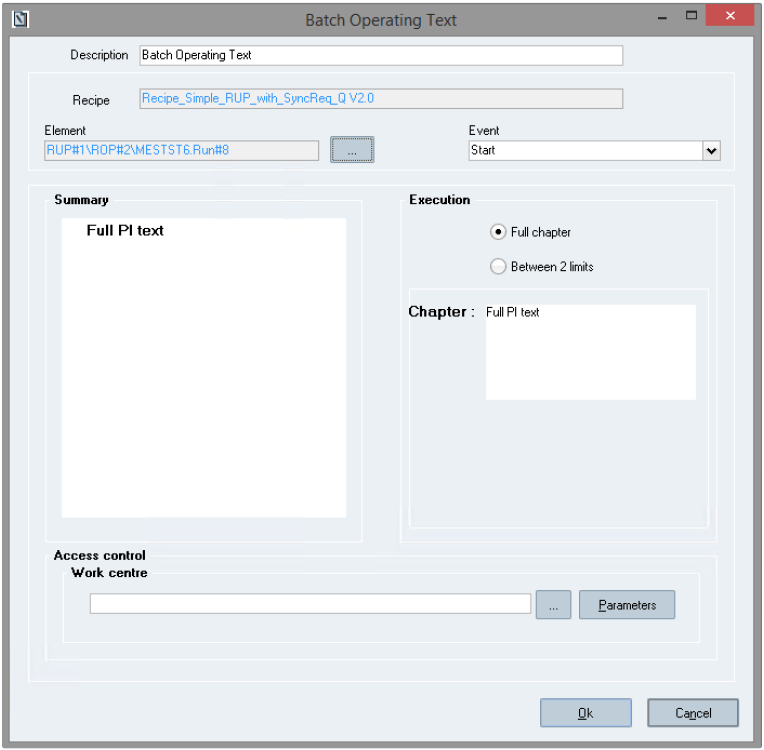 Batch Operating Text
Description Batch Operating Text
Recipe Recipe_Simple_RUP_with_SyncReq_Q V2.0
Element Event
RUP#1\ROP#2\MESTST6.Run#8 ... Start
Summary Execution
Full PI text Full chapter
Between 2 limits
Chapter : Full PI text
Access control
Work centre
... Parameters
Ok Cancel